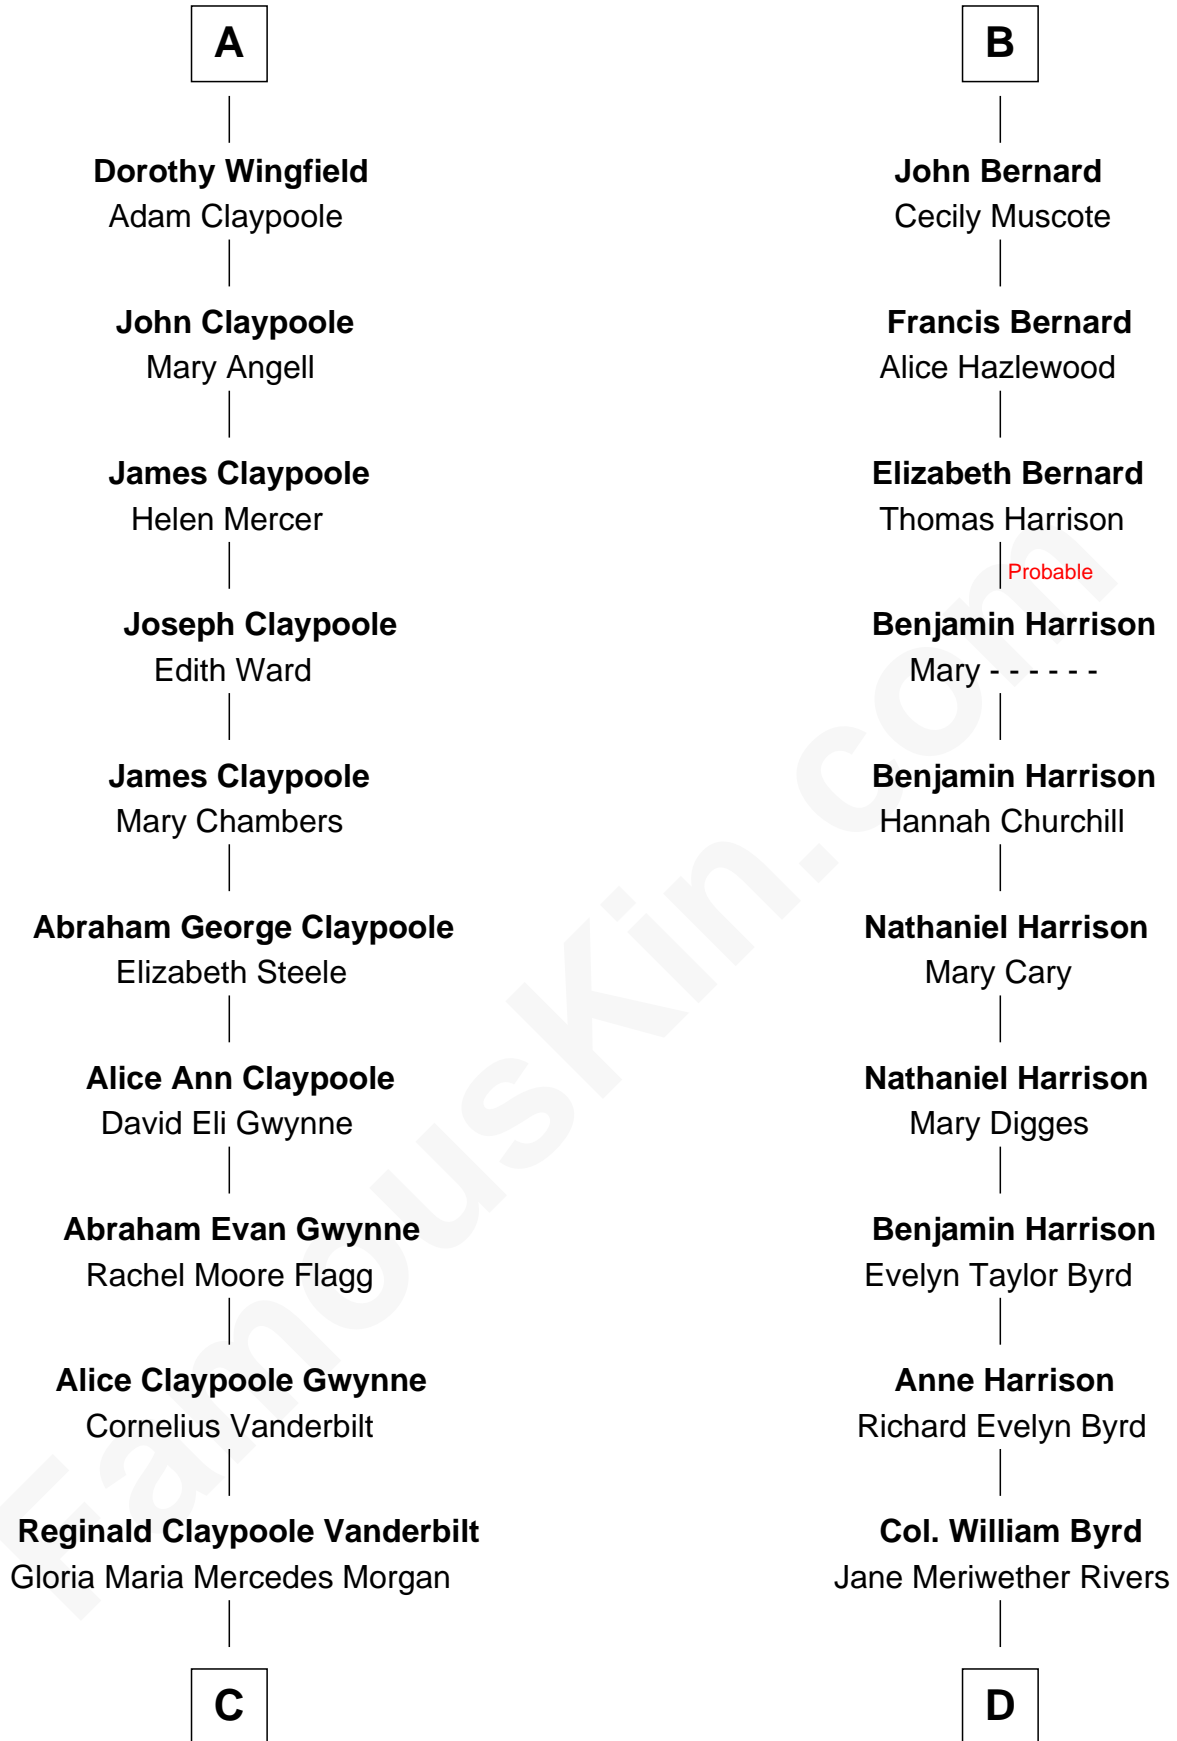 A
Dorothy Wingfield
Adam Claypoole
John Claypoole
Mary Angell
James Claypoole
Helen Mercer
Joseph Claypoole
Edith Ward
James Claypoole
Mary Chambers
Abraham George Claypoole
Elizabeth Steele
Alice Ann Claypoole
David Eli Gwynne
Abraham Evan Gwynne
Rachel Moore Flagg
Alice Claypoole Gwynne
Cornelius Vanderbilt
Reginald Claypoole Vanderbilt
Gloria Maria Mercedes Morgan
C
B
John Bernard
Cecily Muscote
Francis Bernard
Alice Hazlewood
Elizabeth Bernard
Thomas Harrison
Probable
Benjamin Harrison
Mary - - - - - -
Benjamin Harrison
Hannah Churchill
Nathaniel Harrison
Mary Cary
Nathaniel Harrison
Mary Digges
Benjamin Harrison
Evelyn Taylor Byrd
Anne Harrison
Richard Evelyn Byrd
Col. William Byrd
Jane Meriwether Rivers
D
FamousKin.com